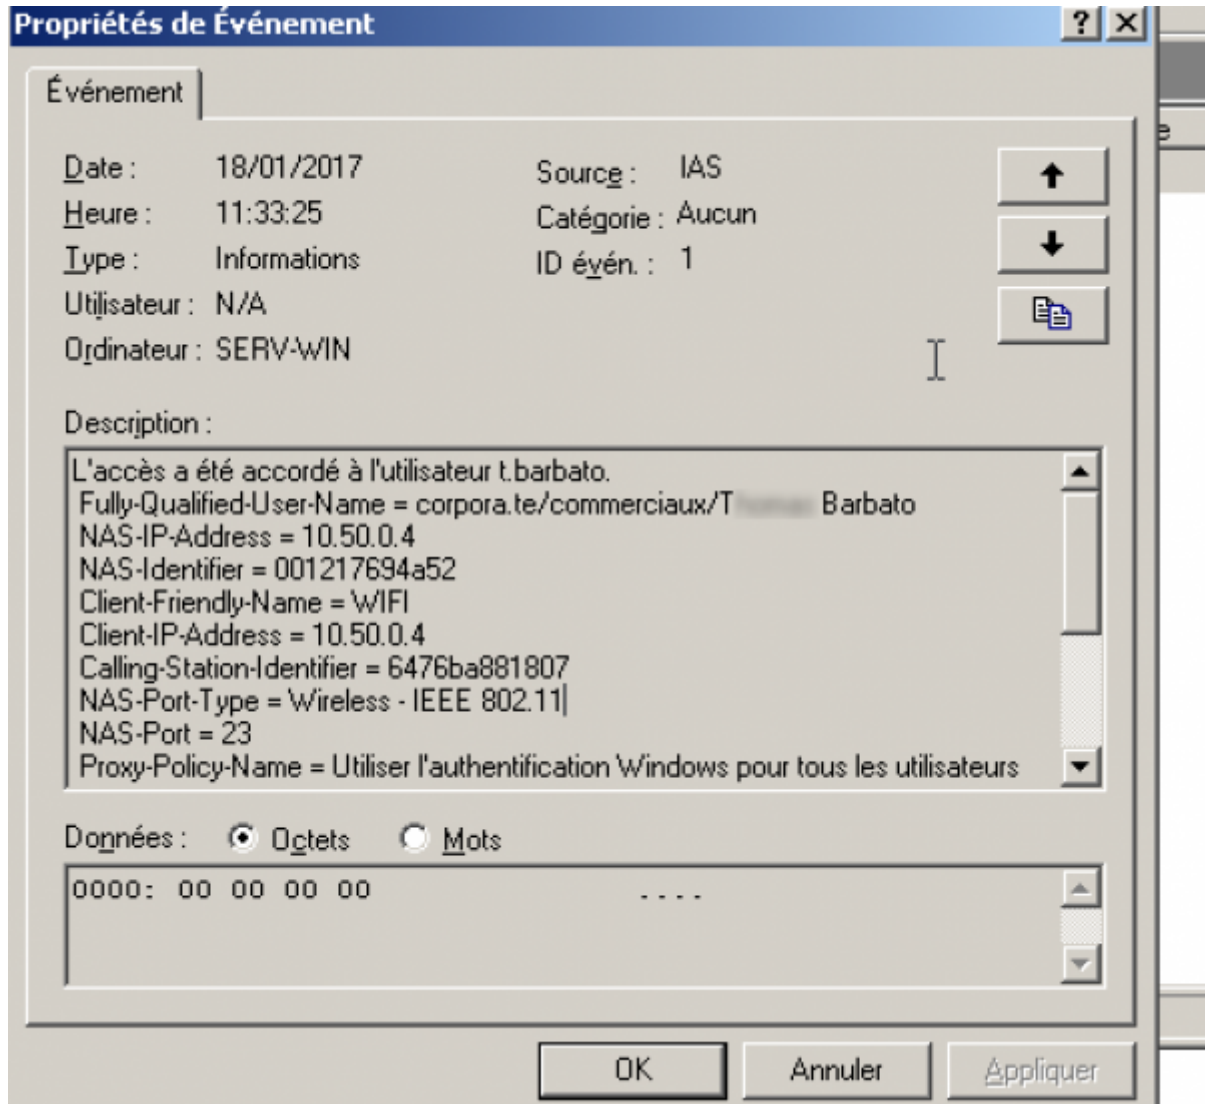 Propriétés de Événement
Événement
Date : 18/01/2017 Source : IAS
Heure : 11:33:25 Catégorie : Aucun
Type : Informations ID évén. : 1
Utilisateur : N/A
Ordinateur : SERV-WIN
Description :
L'accès a été accordé à l'utilisateur t.barbato.
Fully-Qualified-User-Name = corpora.te/commerciaux/T Barbato
NAS-IP-Address = 10.50.0.4
NAS-Identifier = 001217694a52
Client-Friendly-Name = WIFI
Client-IP-Address = 10.50.0.4
Calling-Station-Identifier = 6476ba881807
NAS-Port-Type = Wireless - IEEE 802.11
NAS-Port = 23
Proxy-Policy-Name = Utiliser l'authentification Windows pour tous les utilisateurs
Données : Octets Mots
0000: 00 00 00 00 ....
OK Annuler Appliquer